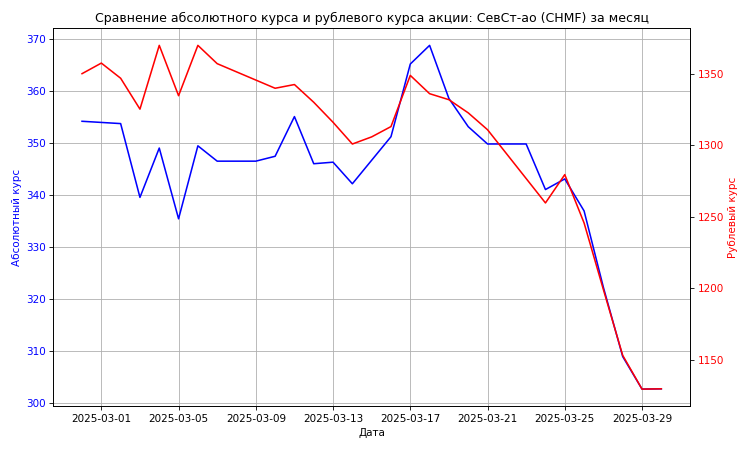 Сравнение абсолютного курса и рублевого курса акции: СевСт-ао (CHMF) за месяц
370
360
350
340
330
320
310
300
Абсолютный курс
1350
1300
1250
1200
1150
Рублевый курс
2025-03-01 2025-03-05 2025-03-09 2025-03-13 2025-03-17 2025-03-21 2025-03-25 2025-03-29
Дата